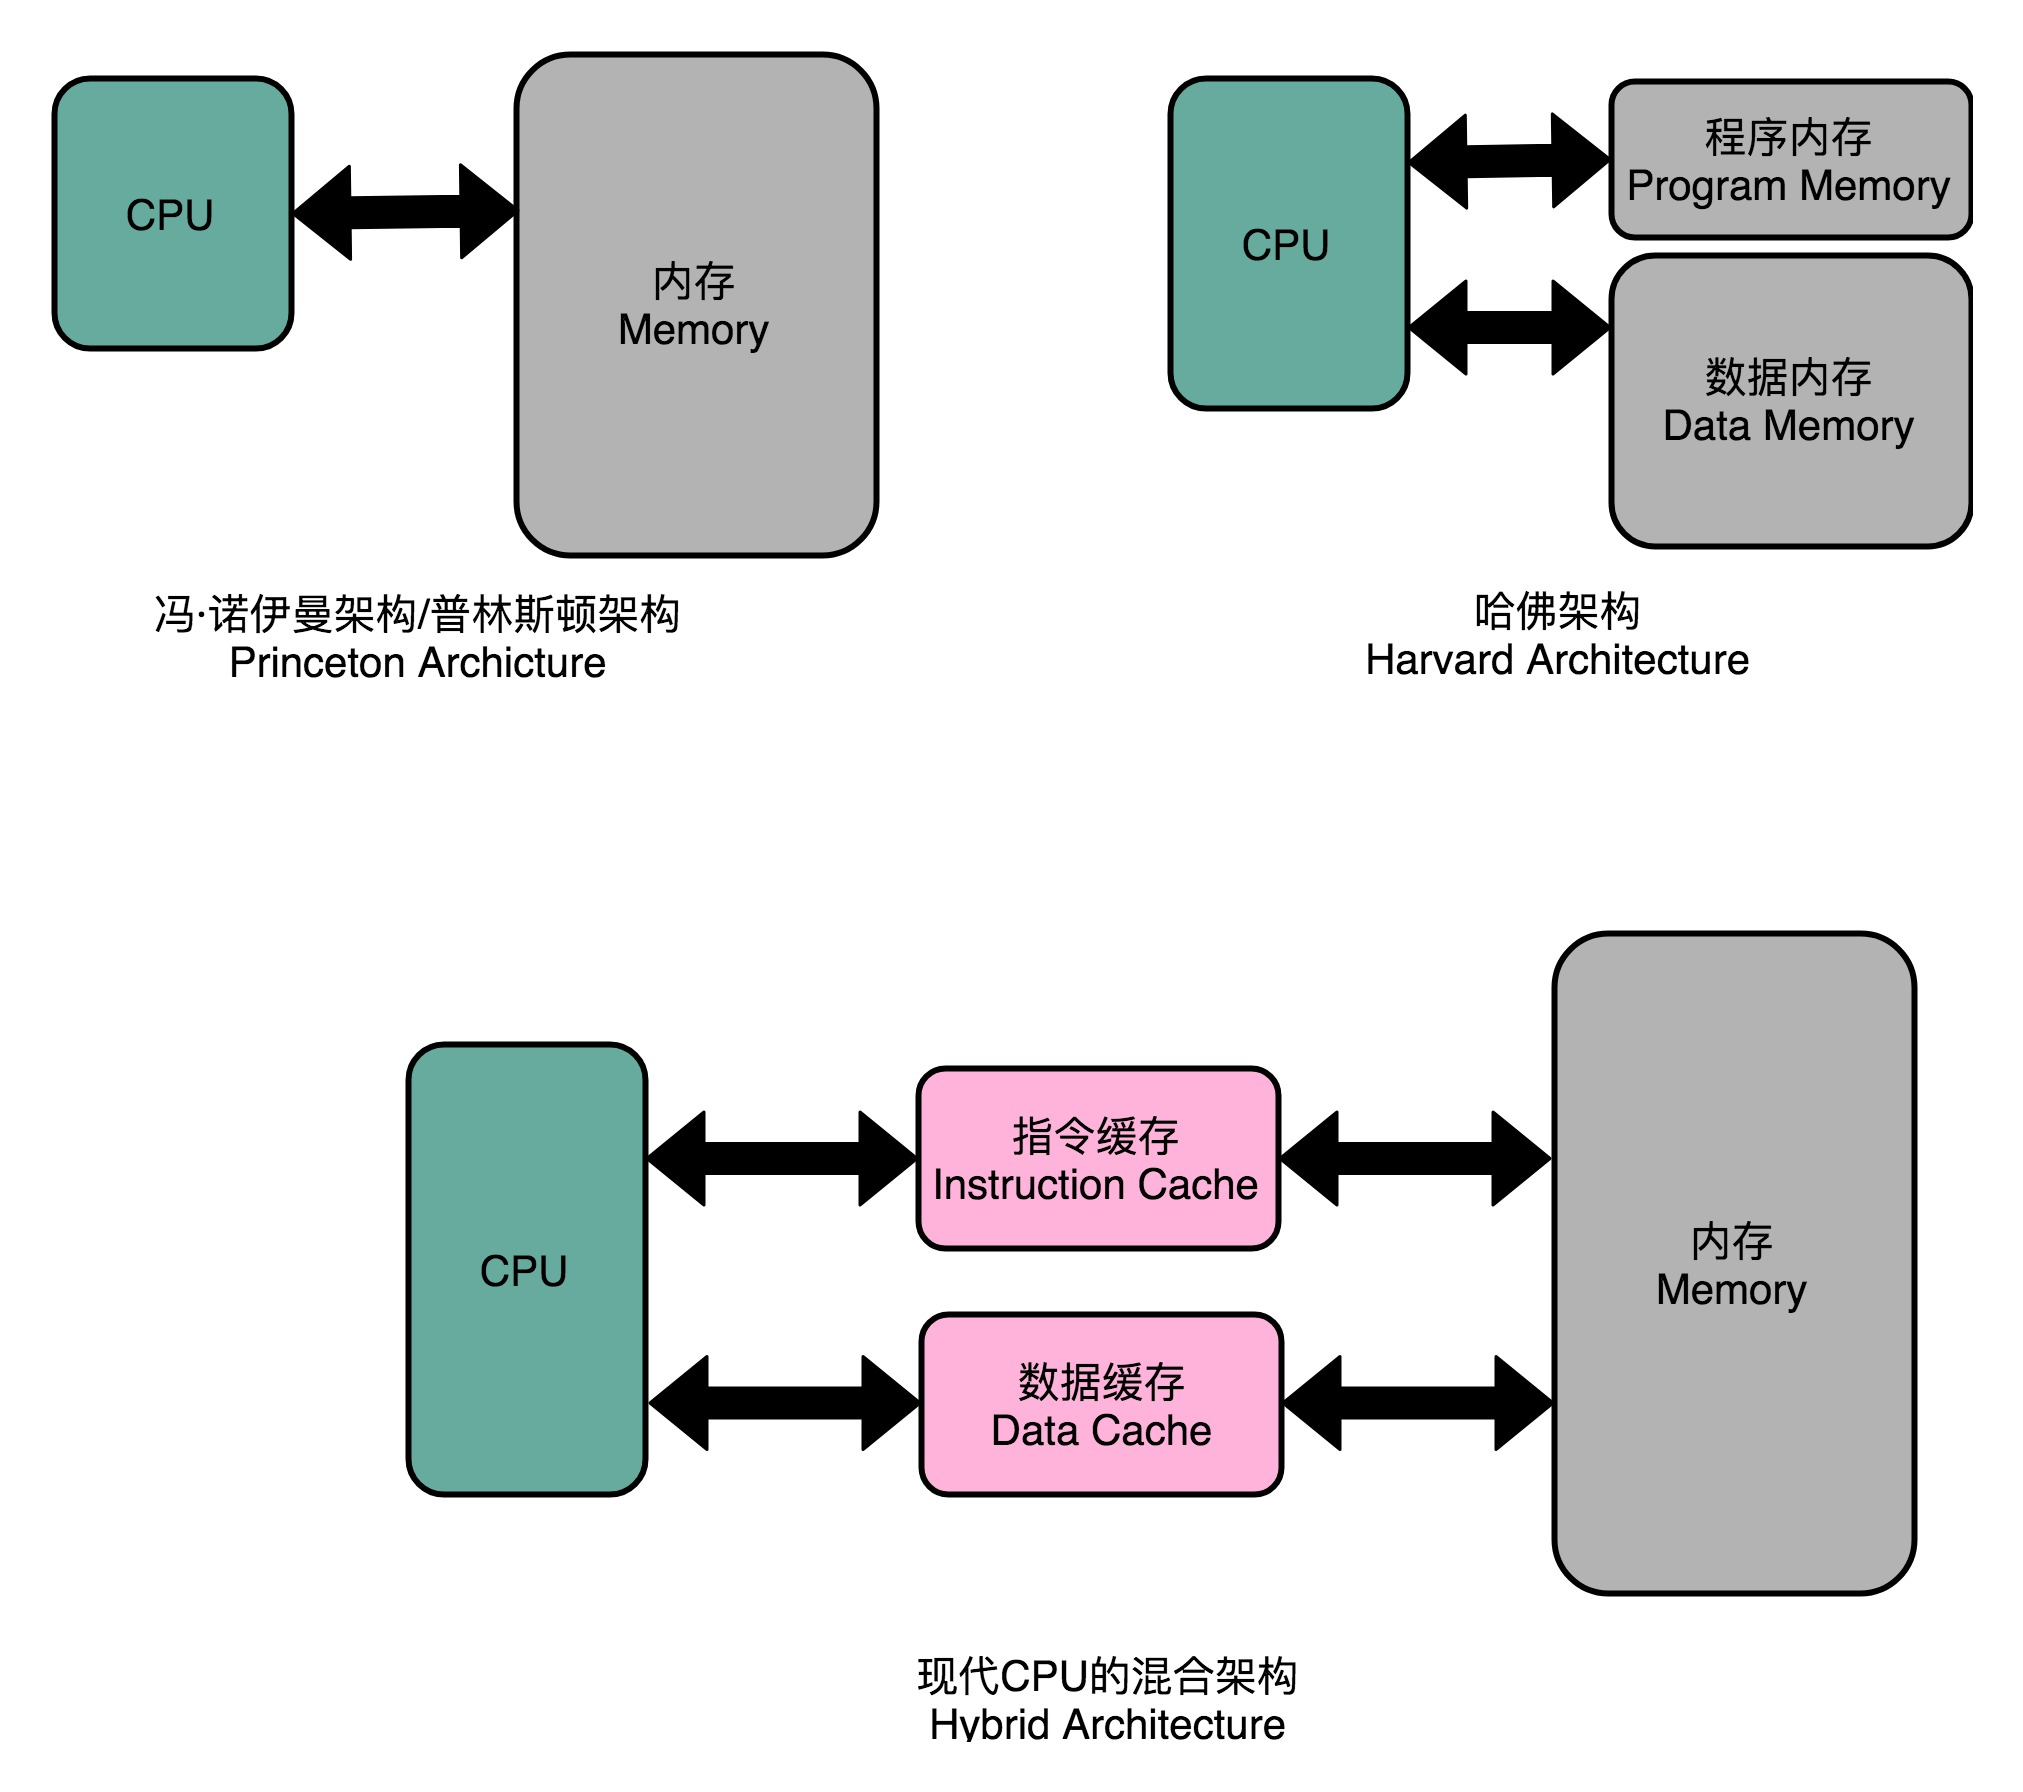 CPU
内存
Memory
冯·诺伊曼架构/普林斯顿架构
Princeton Archicture
CPU
程序内存
Program Memory
数据内存
Data Memory
哈佛架构
Harvard Architecture
CPU
指令缓存
Instruction Cache
数据缓存
Data Cache
内存
Memory
现代CPU的混合架构
Hybrid Architecture